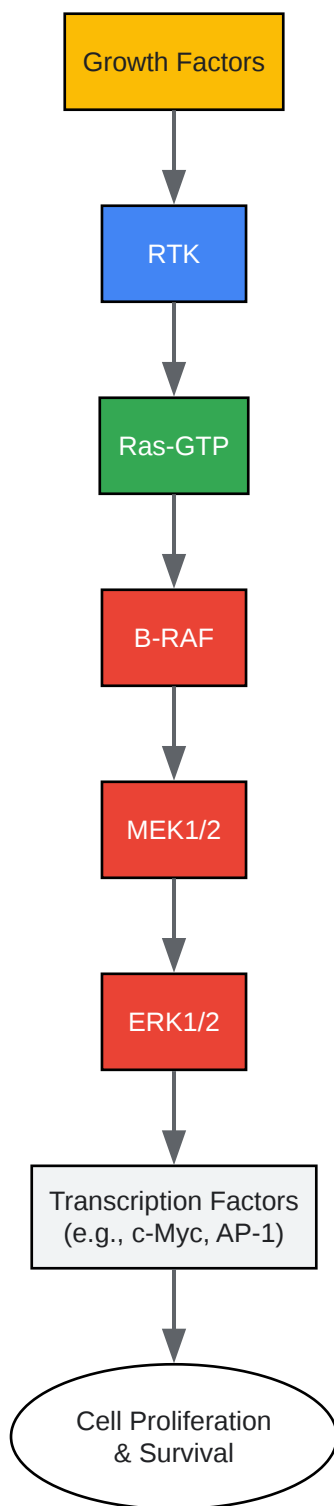 Growth Factors
RTK
Ras-GTP
B-RAF
MEK1/2
ERK1/2
Transcription Factors
(e.g., c-Myc, AP-1)
Cell Proliferation
& Survival